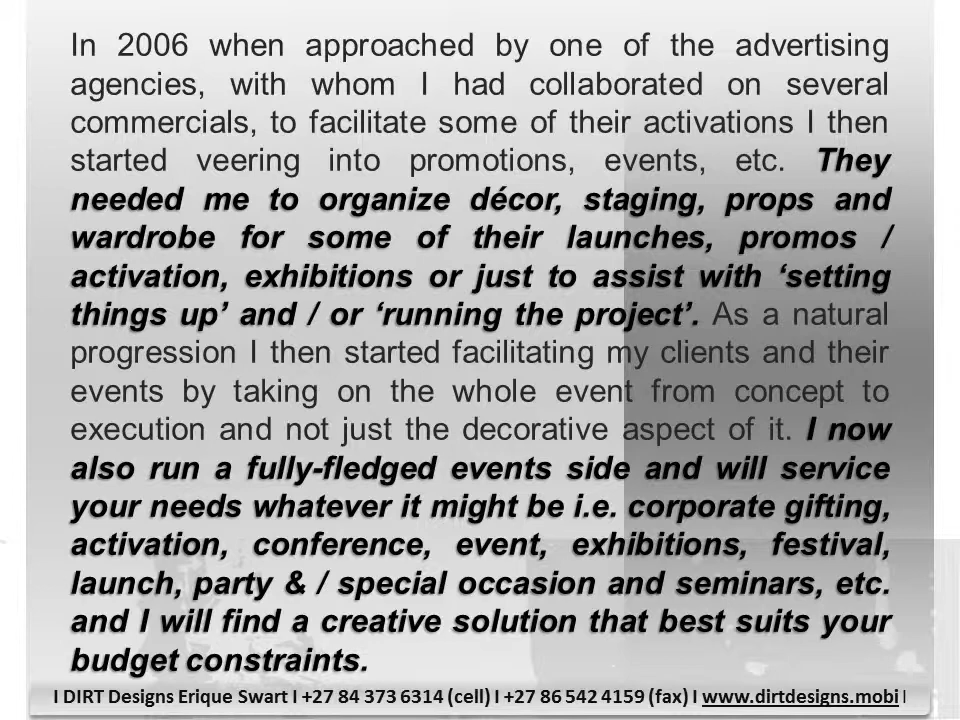 In 2006 when approached by one of the advertising
agencies, with whom I had collaborated on several
commercials, to facilitate some of their activations I then
started veering into promotions, events, etc. They
needed me to organize décor, staging, props and
wardrobe for some of their launches, promos /
activation, exhibitions or just to assist with ‘setting
things up’ and / or ‘running the project’. As a natural
progression I then started facilitating my clients and their
events by taking on the whole event from concept to
execution and not just the decorative aspect of it. I now
also run a fully-fledged events side and will service
your needs whatever it might be i.e. corporate gifting,
activation, conference, event, exhibitions, festival,
launch, party & / special occasion and seminars, etc.
and I will find a creative solution that best suits your
budget constraints.
I DIRT Designs Erique Swart I +27 84 373 6314 (cell) I +27 86 542 4159 (fax) I www.dirtdesigns.mobi I